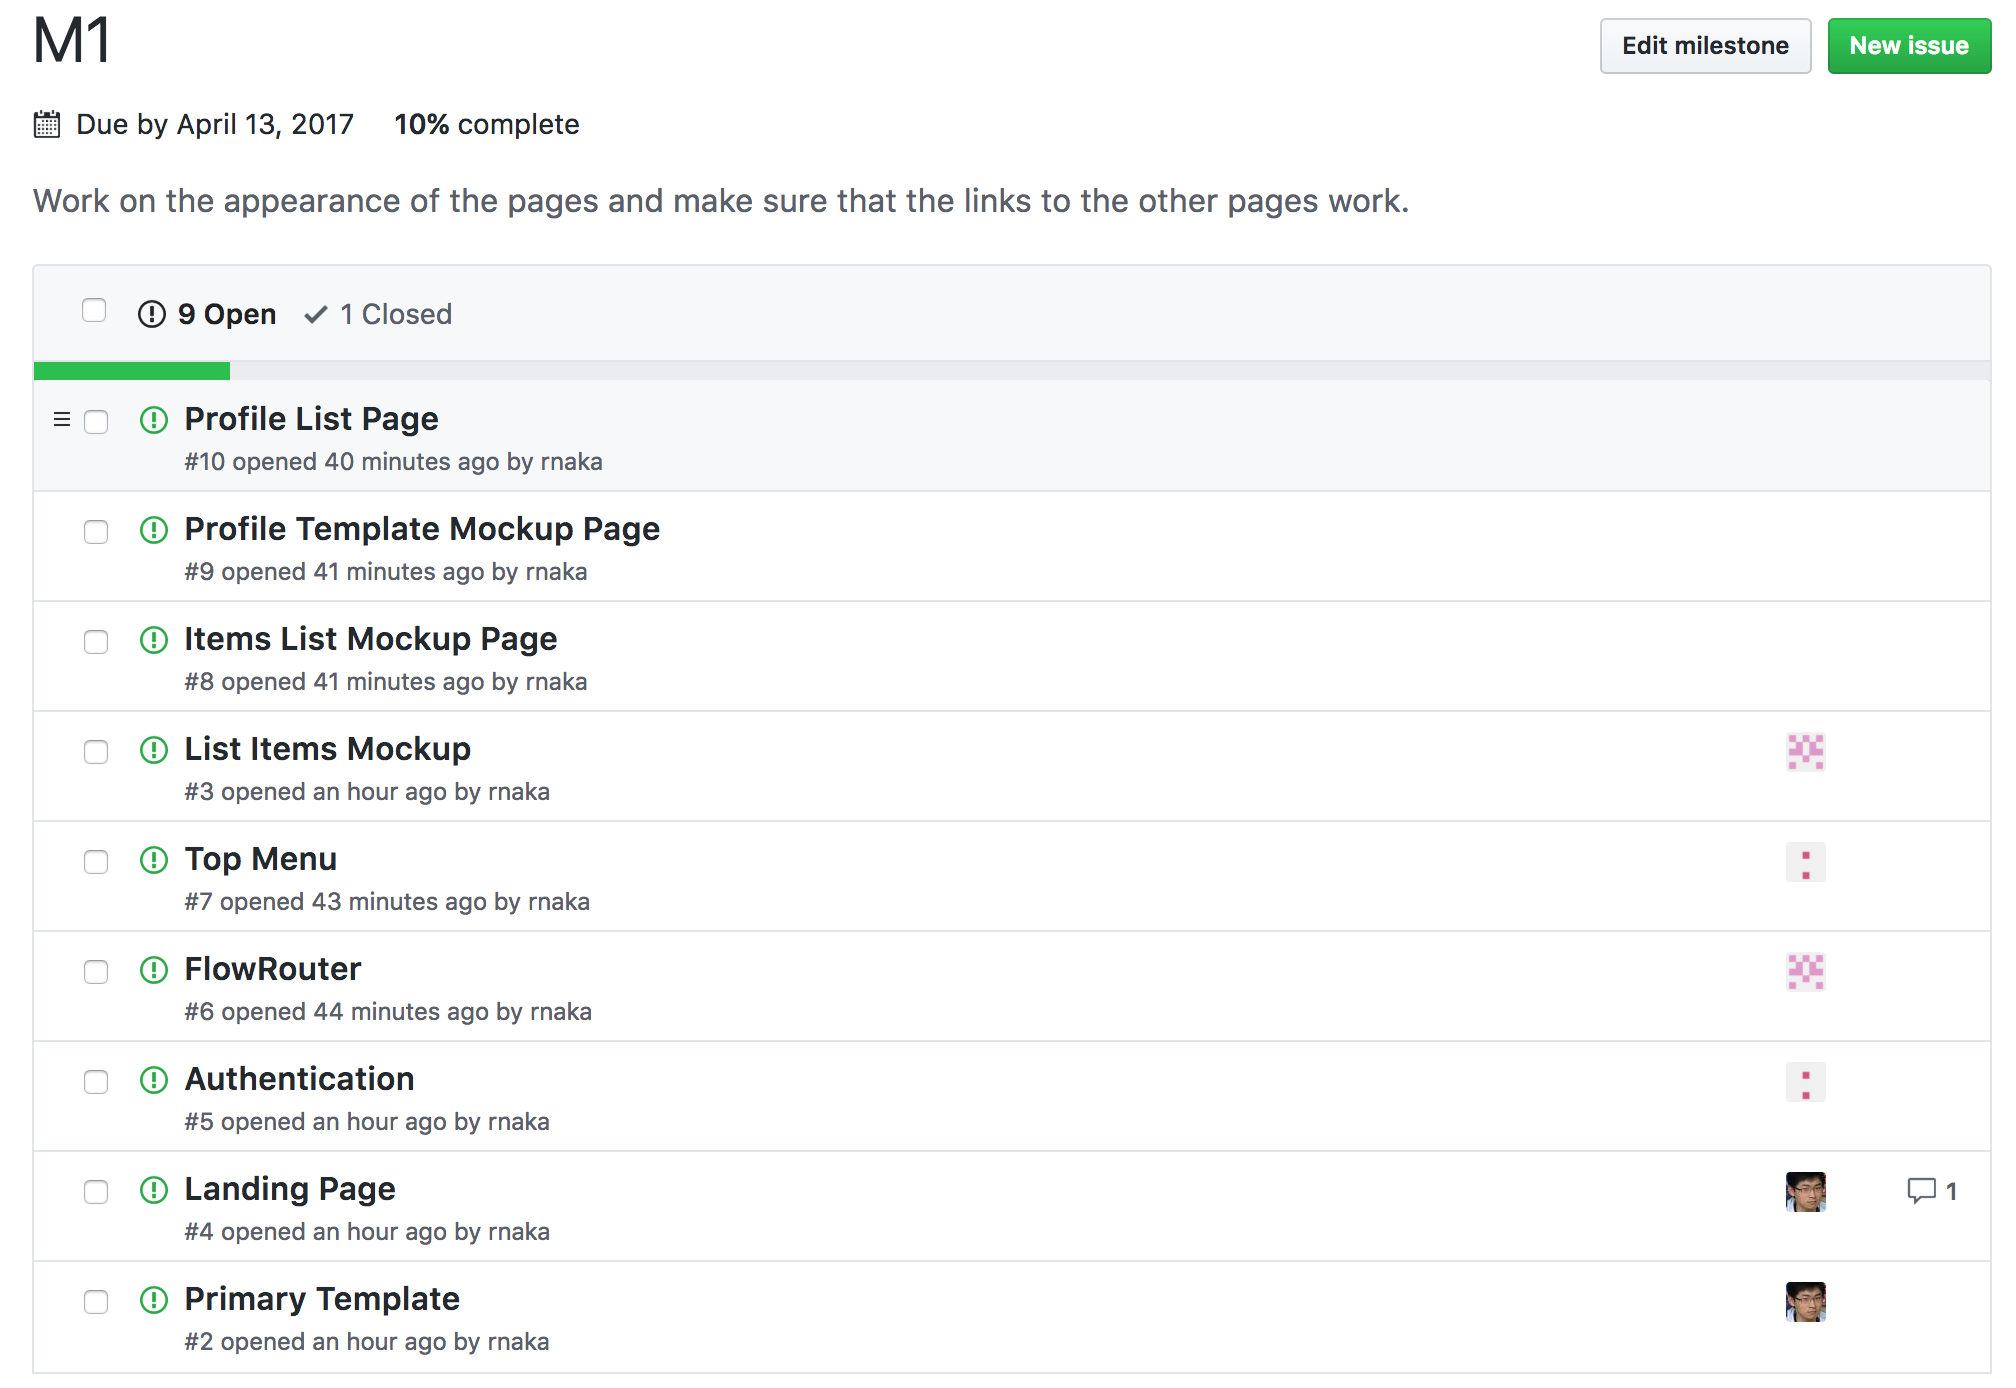 M1
Edit milestone
New issue
Due by April 13, 2017 10% complete
Work on the appearance of the pages and make sure that the links to the other pages work.
9 Open 1 Closed
Profile List Page
#10 opened 40 minutes ago by rnaka
Profile Template Mockup Page
#9 opened 41 minutes ago by rnaka
Items List Mockup Page
#8 opened 41 minutes ago by rnaka
List Items Mockup
#3 opened an hour ago by rnaka
Top Menu
#7 opened 43 minutes ago by rnaka
FlowRouter
#6 opened 44 minutes ago by rnaka
Authentication
#5 opened an hour ago by rnaka
Landing Page
1
#4 opened an hour ago by rnaka
Primary Template
#2 opened an hour ago by rnaka